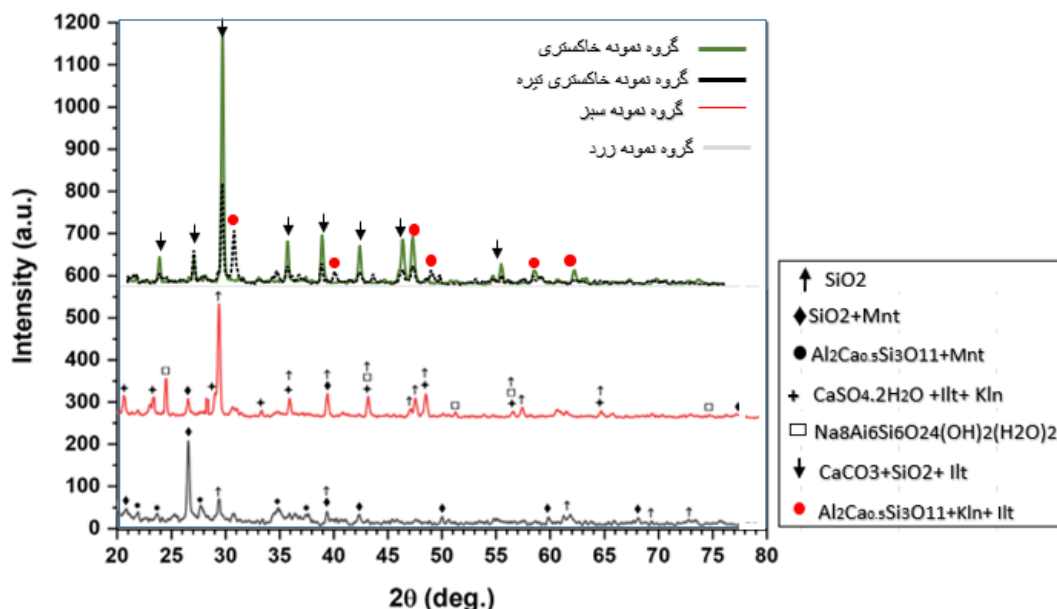 1200
1100
1000
900
800
700
600
500
400
300
200
100
0
Intensity (a.u.)
20 25 30 35 40 45 50 55 60 65 70 75 80
2θ (deg.)
گروه نمونه خاکستری
گروه نمونه خاکستری تیره
گروه نمونه سبز
گروه نمونه زرد
SiO2
SiO2+Mnt
Al2Ca0.5Si3O11+Mnt
CaSO4.2H2O +Ilt+ Kln
Na8Ai6Si6O24(OH)2(H2O)2
CaCO3+SiO2+ Ilt
Al2Ca0.5Si3O11+Kln+ Ilt